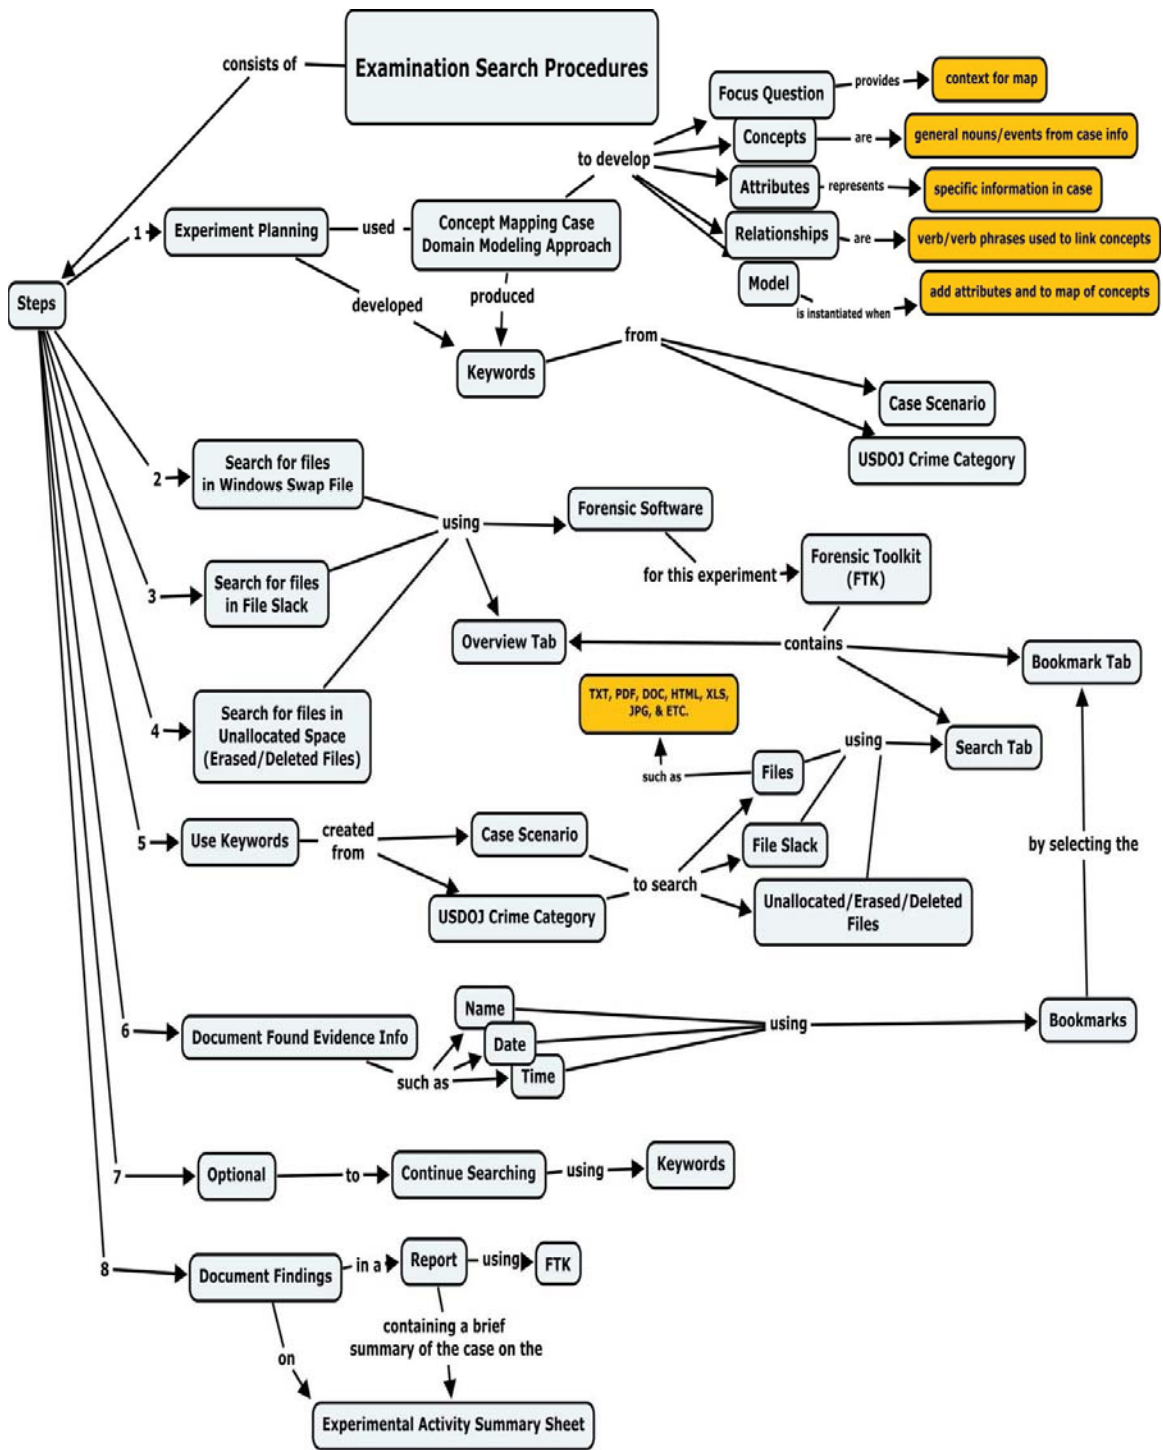 consists of
Examination Search Procedures
Focus Question
provides
context for map
Concepts
are
general nouns/events from case info
to develop
Attributes
represents
specific information in case
Relationships
are
verb/verb phrases used to link concepts
Model
is instantiated when
add attributes and to map of concepts
Steps
1
Experiment Planning
used
Concept Mapping Case
Domain Modeling Approach
developed
produced
Keywords
from
Case Scenario
USDOJ Crime Category
2
Search for files
in Windows Swap File
using
Forensic Software
for this experiment
Forensic Toolkit
(FTK)
3
Search for files
in File Slack
Overview Tab
contains
Bookmark Tab
4
Search for files in
Unallocated Space
(Erased/Deleted Files)
TXT, PDF, DOC, HTML, XLS,
JPG, & ETC.
using
Search Tab
such as
Files
5
Use Keywords
created
from
Case Scenario
USDOJ Crime Category
to search
File Slack
Unallocated/Erased/Deleted
Files
by selecting the
6
Document Found Evidence Info
such as
Name
Date
Time
using
Bookmarks
7
Optional
to
Continue Searching
using
Keywords
8
Document Findings
in a
Report
using
FTK
containing a brief
summary of the case on the
on
Experimental Activity Summary Sheet